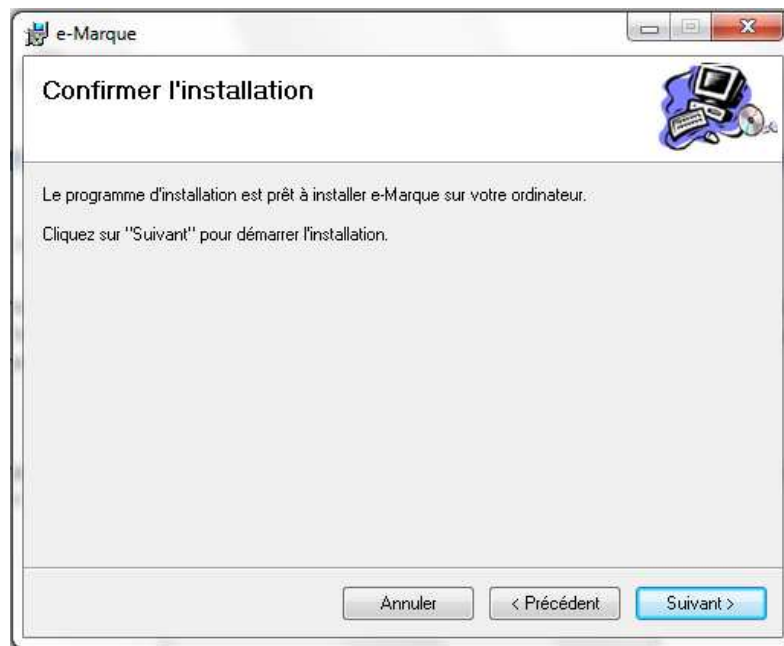 e-Marque
Confirmer l'installation
Le programme d'installation est prêt à installer e-Marque sur votre ordinateur.
Cliquez sur "Suivant" pour démarrer l'installation.
Annuler
< Précédent
Suivant >